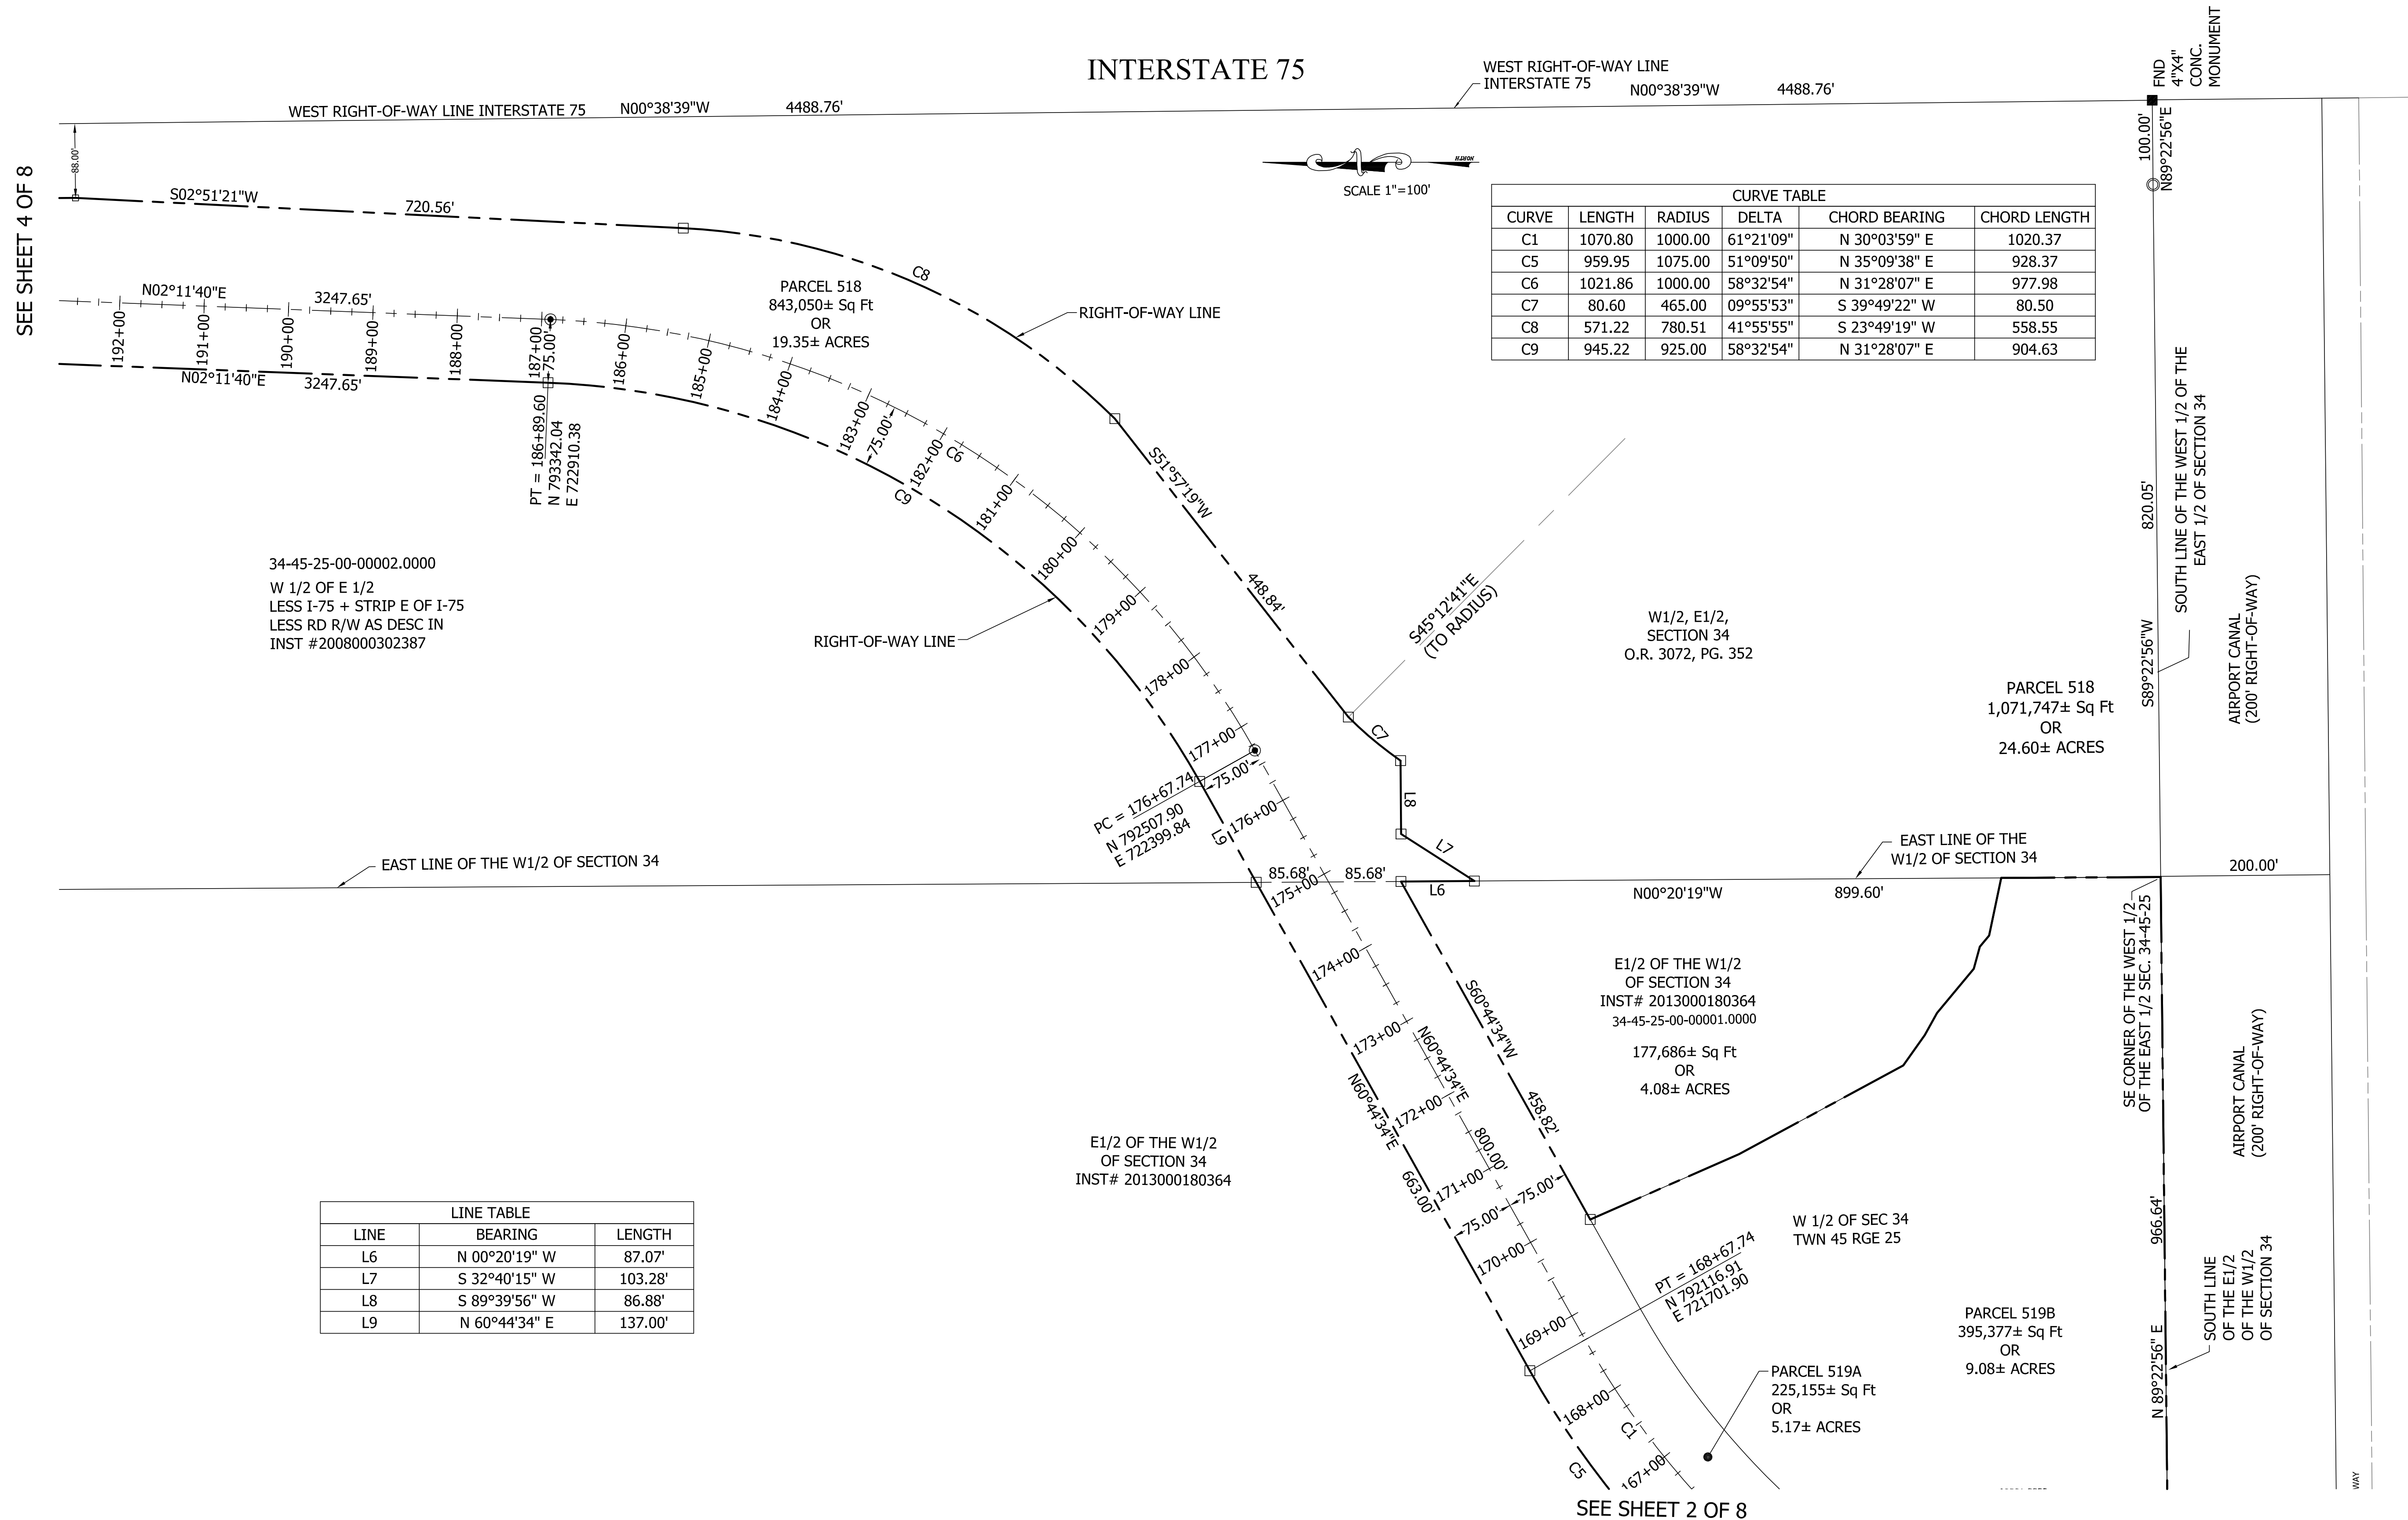 INTERSTATE 75
WEST RIGHT-OF-WAY LINE
INTERSTATE 75
N00°38'39"W
4488.76'
WEST RIGHT-OF-WAY LINE INTERSTATE 75
N00°38'39"W
4488.76'
FND
4"X4"
CONC.
MONUMENT
100.00'
N89°22'56"E
88.00'
SEE SHEET 4 OF 8
S02°51'21"W
720.56'
NORTH
SCALE 1"=100'
CURVE TABLE
CURVE LENGTH RADIUS DELTA CHORD BEARING CHORD LENGTH
C1 1070.80 1000.00 61°21'09" N 30°03'59" E 1020.37
C5 959.95 1075.00 51°09'50" N 35°09'38" E 928.37
C6 1021.86 1000.00 58°32'54" N 31°28'07" E 977.98
C7 80.60 465.00 09°55'53" S 39°49'22" W 80.50
C8 571.22 780.51 41°55'55" S 23°49'19" W 558.55
C9 945.22 925.00 58°32'54" N 31°28'07" E 904.63
C8
PARCEL 518
843,050± Sq Ft
OR
19.35± ACRES
RIGHT-OF-WAY LINE
N02°11'40"E
3247.65'
192+00
191+00
190+00
189+00
188+00
187+00
75.00'
186+00
185+00
184+00
183+00
75.00'
182+00
C6
181+00
180+00
179+00
178+00
177+00
N02°11'40"E
3247.65'
PT = 186+89.60
N 793342.04
E 722910.38
C9
S51°57'19"W
448.84'
S45°12'41"E
(TO RADIUS)
SOUTH LINE OF THE WEST 1/2 OF THE
EAST 1/2 OF SECTION 34
820.05'
S89°22'56"W
AIRPORT CANAL
(200' RIGHT-OF-WAY)
34-45-25-00-00002.0000
W 1/2 OF E 1/2
LESS I-75 + STRIP E OF I-75
LESS RD R/W AS DESC IN
INST #2008000302387
RIGHT-OF-WAY LINE
W1/2, E1/2,
SECTION 34
O.R. 3072, PG. 352
PARCEL 518
1,071,747± Sq Ft
OR
24.60± ACRES
C7
L8
L7
PC = 176+67.74
N 792507.90
E 722399.84
75.00'
L9
176+00
EAST LINE OF THE W1/2 OF SECTION 34
EAST LINE OF THE
W1/2 OF SECTION 34
85.68'
85.68'
L6
N00°20'19"W
899.60'
200.00'
175+00
174+00
173+00
172+00
171+00
170+00
169+00
168+00
167+00
SE CORNER OF THE WEST 1/2
OF THE EAST 1/2 SEC. 34-45-25
E1/2 OF THE W1/2
OF SECTION 34
INST# 2013000180364
34-45-25-00-00001.0000
177,686± Sq Ft
OR
4.08± ACRES
S60°44'34"W
458.82'
N60°44'34"E
800.00'
N60°44'34"E
663.00'
75.00'
75.00'
E1/2 OF THE W1/2
OF SECTION 34
INST# 2013000180364
AIRPORT CANAL
(200' RIGHT-OF-WAY)
966.64'
N 89°22'56" E
SOUTH LINE
OF THE E1/2
OF THE W1/2
OF SECTION 34
W 1/2 OF SEC 34
TWN 45 RGE 25
PT = 168+67.74
N 792116.91
E 721701.90
PARCEL 519B
395,377± Sq Ft
OR
9.08± ACRES
PARCEL 519A
225,155± Sq Ft
OR
5.17± ACRES
LINE TABLE
LINE BEARING LENGTH
L6 N 00°20'19" W 87.07'
L7 S 32°40'15" W 103.28'
L8 S 89°39'56" W 86.88'
L9 N 60°44'34" E 137.00'
C1
C5
WAY
SEE SHEET 2 OF 8